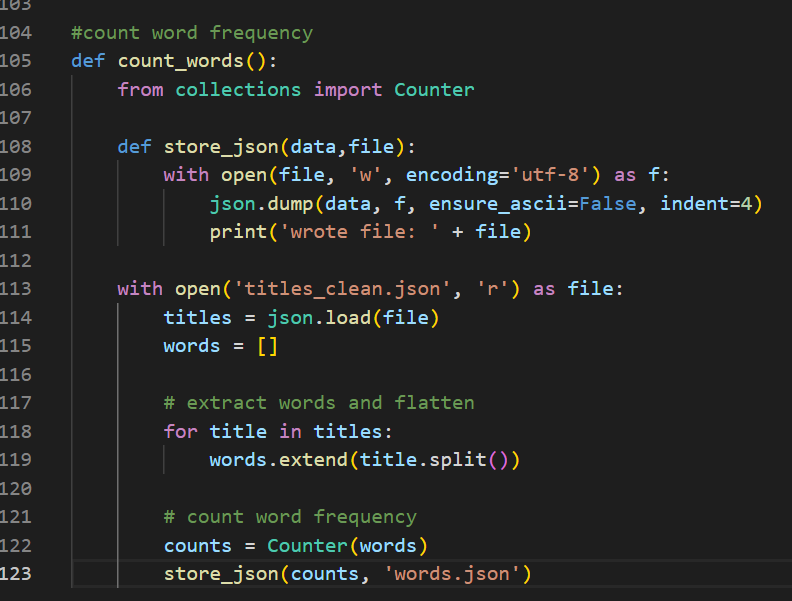 103
104 #count word frequency
105 def count_words():
106     from collections import Counter
107
108     def store_json(data,file):
109         with open(file, 'w', encoding='utf-8') as f:
110             json.dump(data, f, ensure_ascii=False, indent=4)
111             print('wrote file: ' + file)
112
113     with open('titles_clean.json', 'r') as file:
114         titles = json.load(file)
115         words = []
116
117         # extract words and flatten
118         for title in titles:
119             words.extend(title.split())
120
121         # count word frequency
122         counts = Counter(words)
123         store_json(counts, 'words.json')